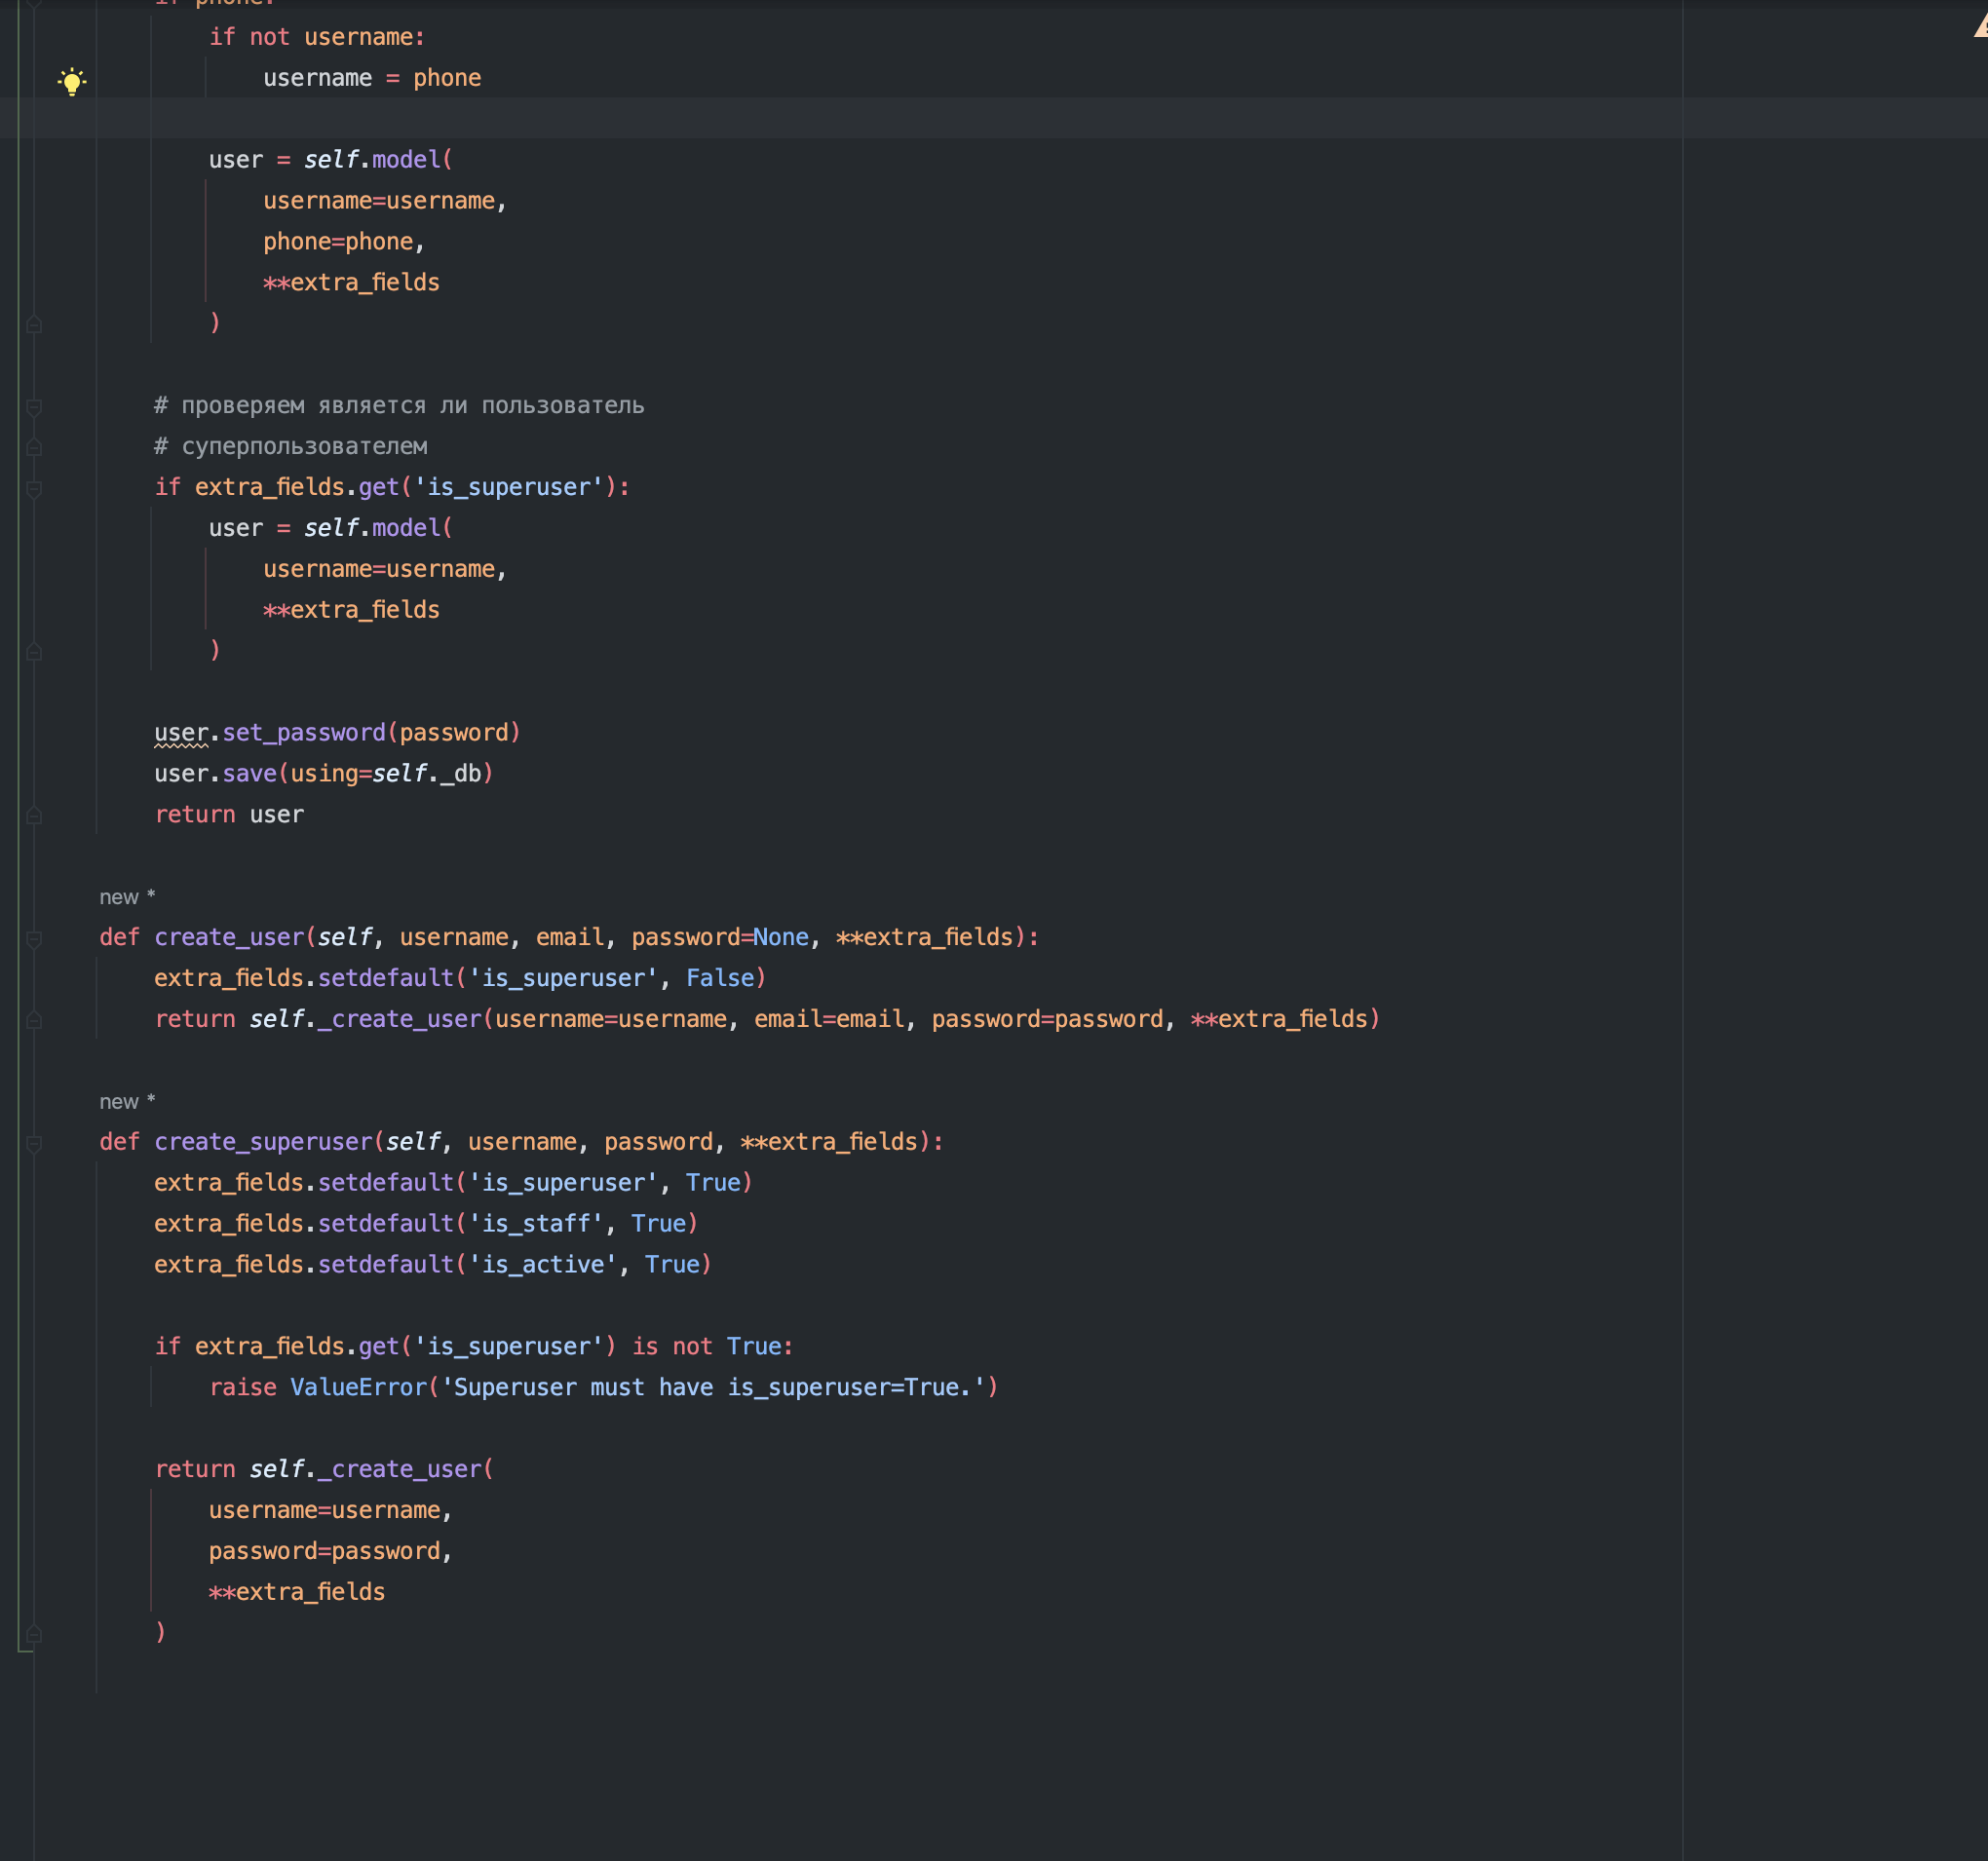 if phone:
if not username:
username = phone
user = self.model(
username=username,
phone=phone,
**extra_fields
)
# проверяем является ли пользователь
# суперпользователем
if extra_fields.get('is_superuser'):
user = self.model(
username=username,
**extra_fields
)
user.set_password(password)
user.save(using=self._db)
return user
new *
def create_user(self, username, email, password=None, **extra_fields):
extra_fields.setdefault('is_superuser', False)
return self._create_user(username=username, email=email, password=password, **extra_fields)
new *
def create_superuser(self, username, password, **extra_fields):
extra_fields.setdefault('is_superuser', True)
extra_fields.setdefault('is_staff', True)
extra_fields.setdefault('is_active', True)
if extra_fields.get('is_superuser') is not True:
raise ValueError('Superuser must have is_superuser=True.')
return self._create_user(
username=username,
password=password,
**extra_fields
)